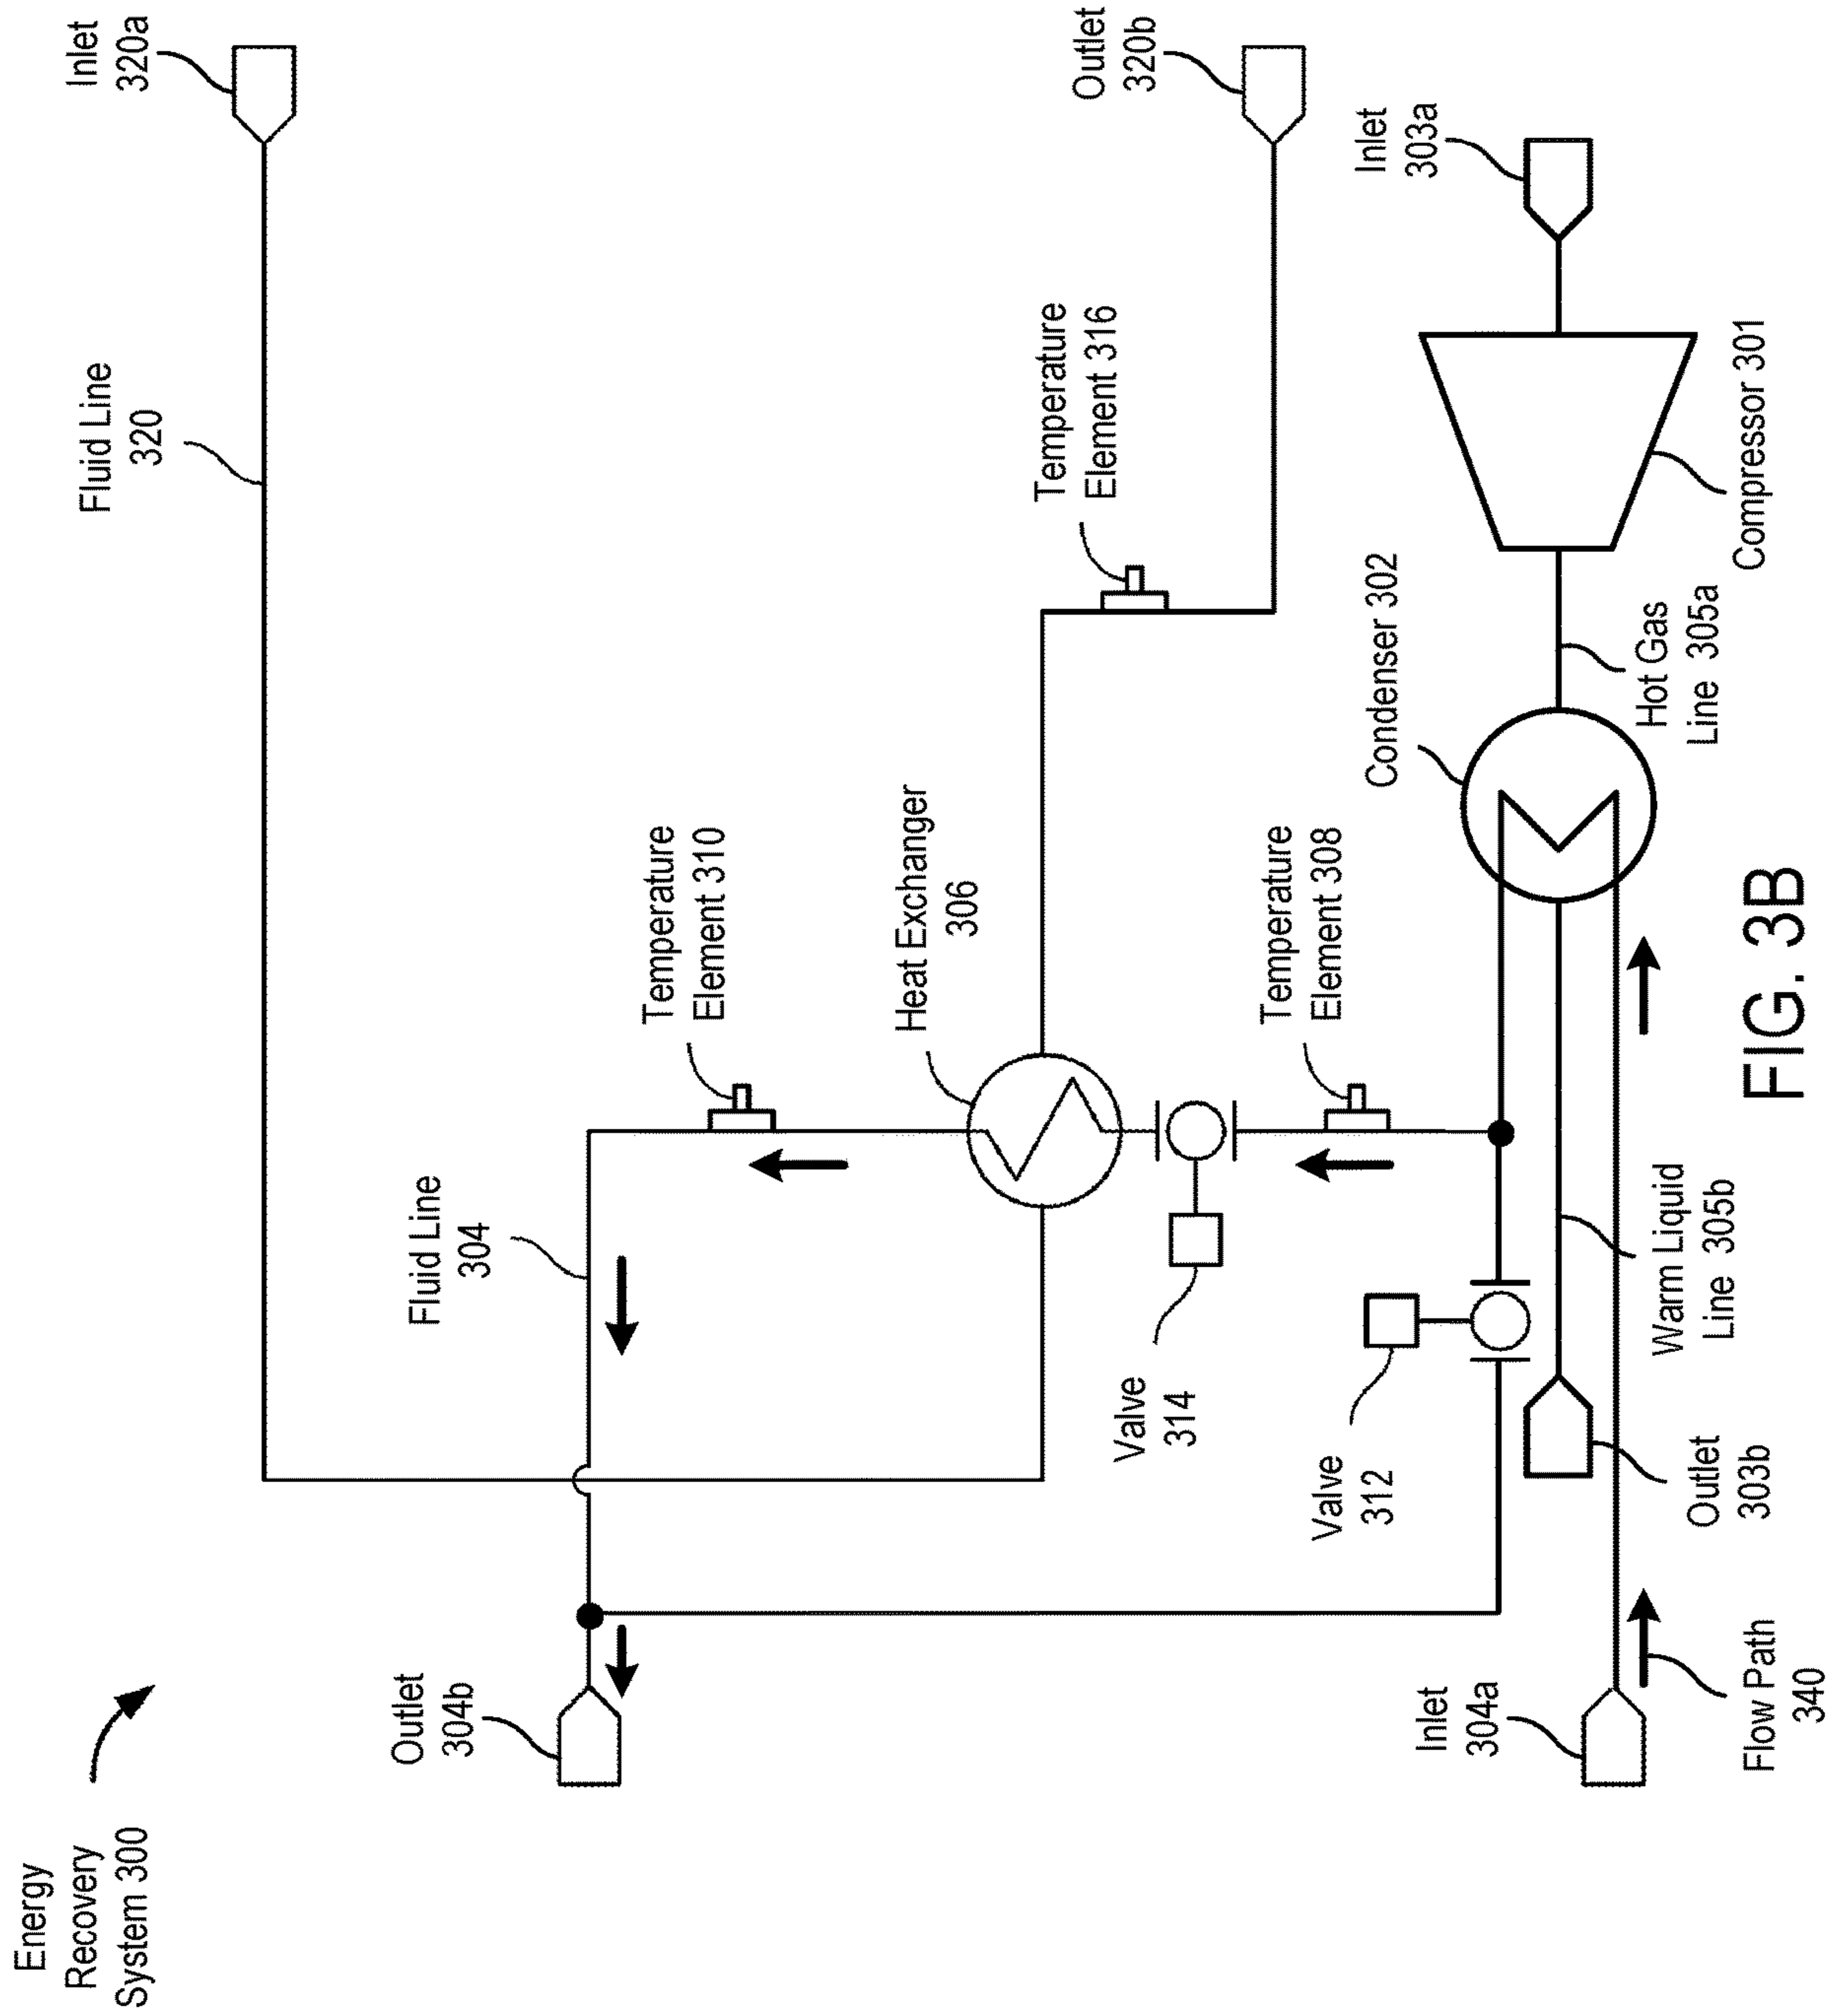 Energy
Recovery
System 300
Outlet
304b
Inlet
304a
Flow Path
340
Fluid Line
304
Valve
314
Valve
312
Outlet
303b
Warm Liquid
Line 305b
Temperature
Element 310
Heat Exchanger
306
Temperature
Element 308
Condenser 302
Hot Gas
Line 305a
Fluid Line
320
Temperature
Element 316
Compressor 301
Inlet
320a
Outlet
320b
Inlet
303a
FIG. 3B